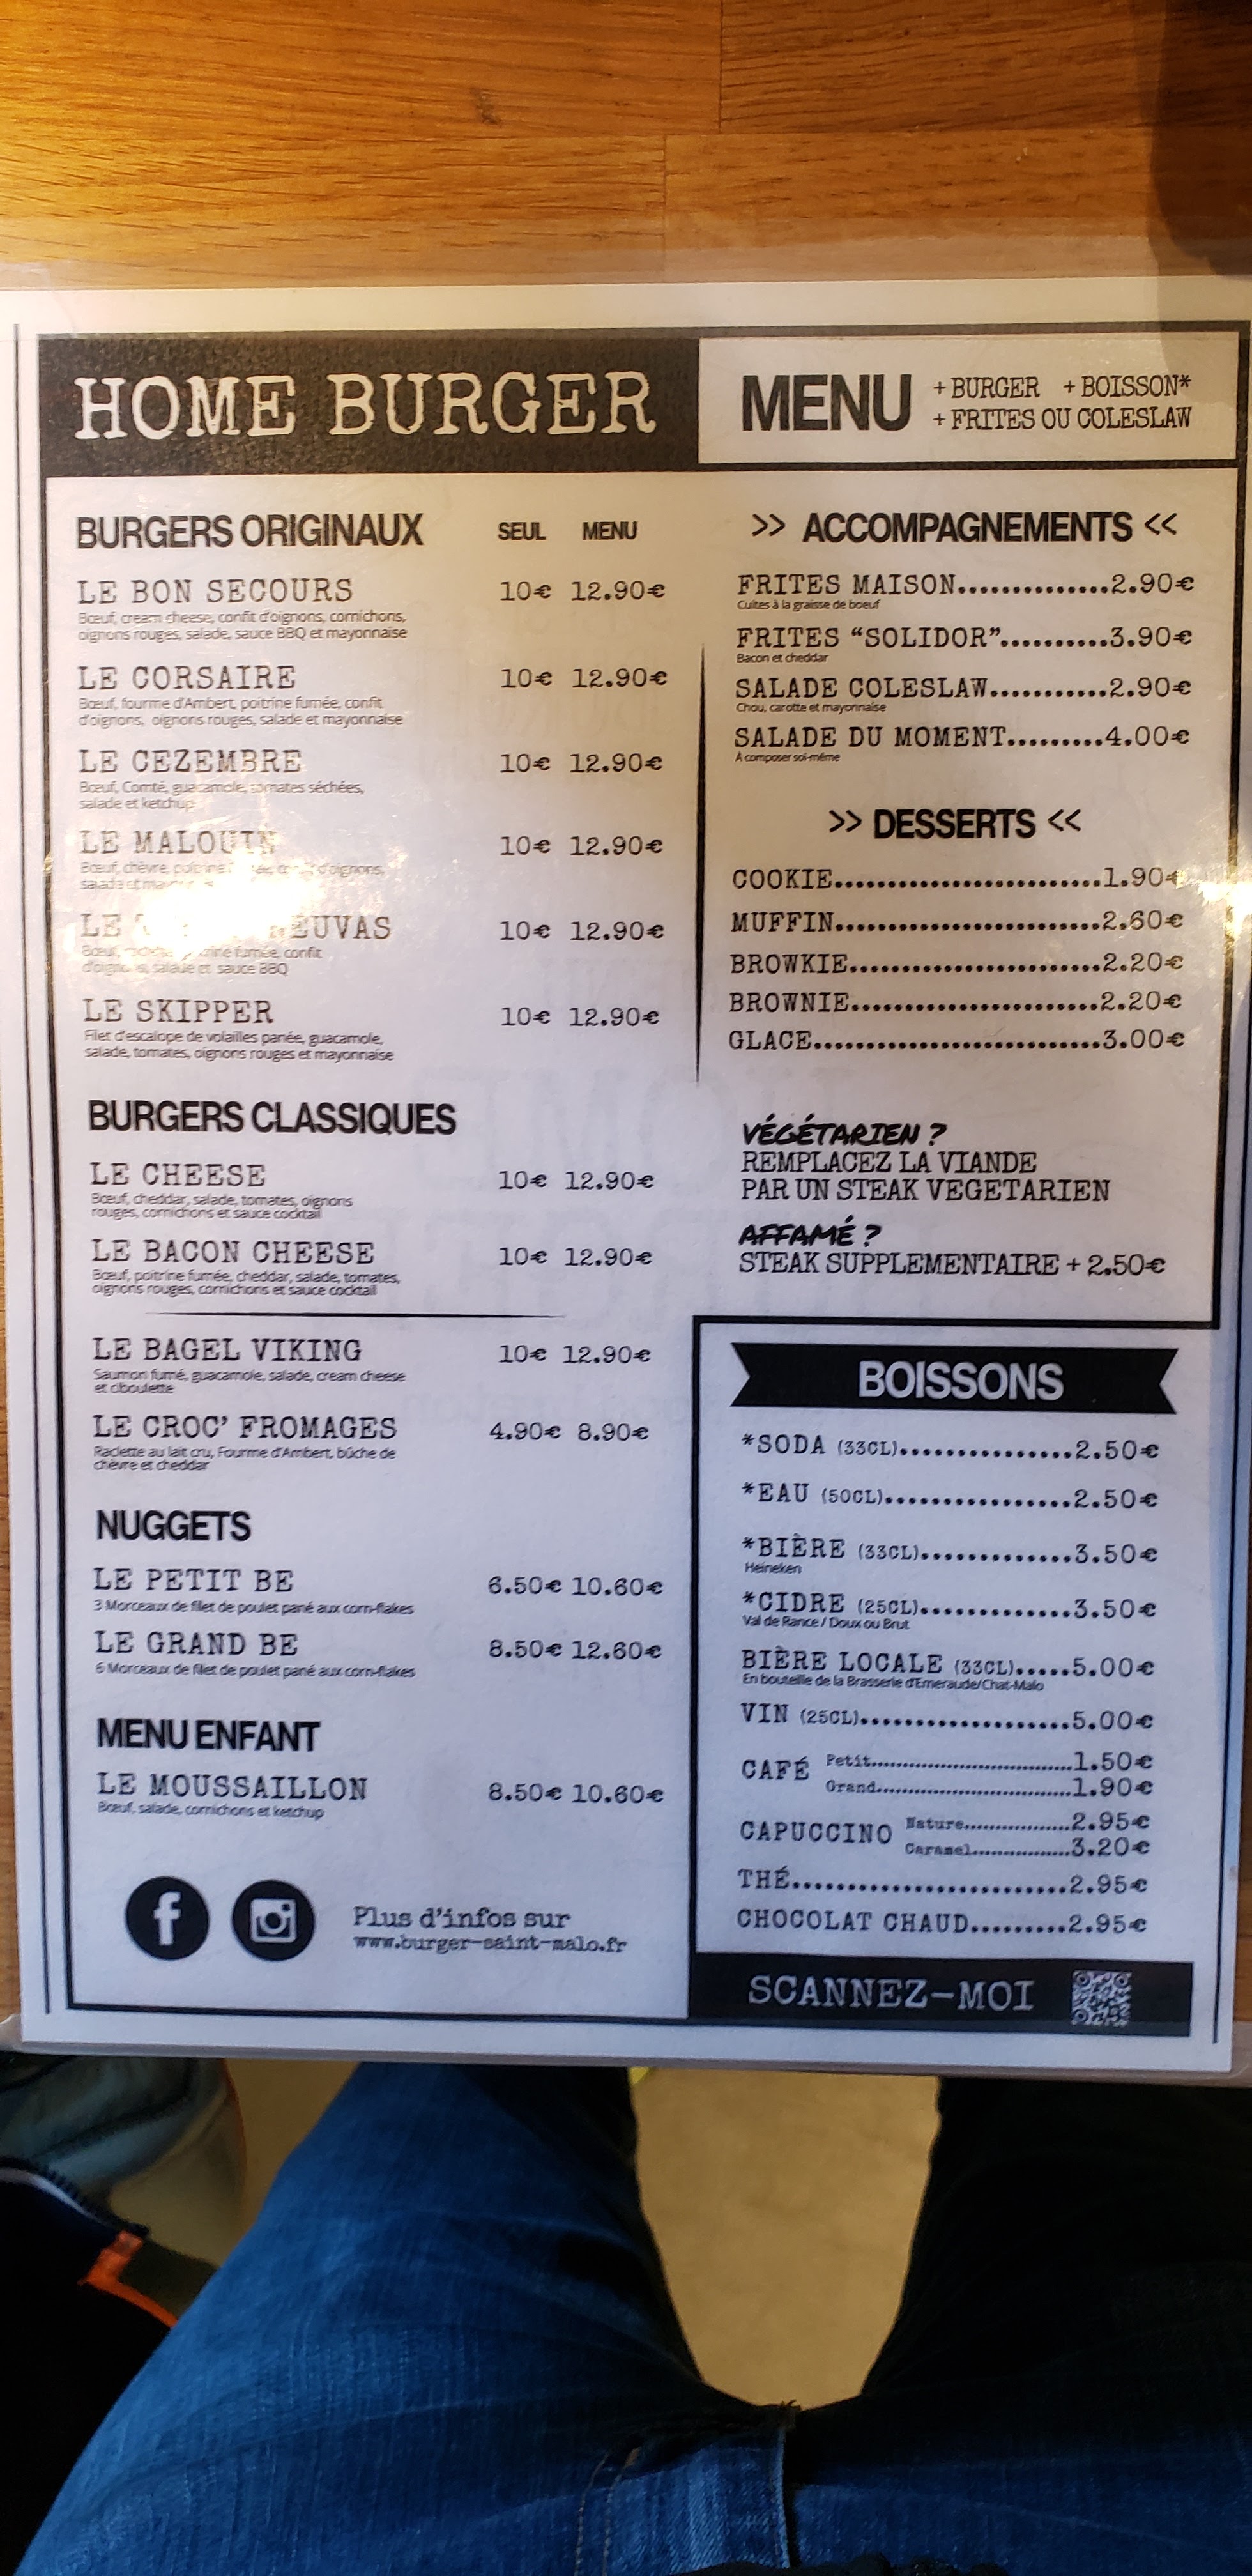 HOME BURGER
MENU
+ BURGER + BOISSON*
+ FRITES OU COLESLAW
BURGERS ORIGINAUX SEUL MENU
LE BON SECOURS 10€ 12.90€
Bœuf, cream cheese, confit d'oignons, cornichons,
oignons rouges, salade, sauce BBQ et mayonnaise
LE CORSAIRE 10€ 12.90€
Bœuf, fourme d'Ambert, poitrine fumée, confit
d'oignons, oignons rouges, salade et mayonnaise
LE CEZEMBRE 10€ 12.90€
Bœuf, Comté, guacamole, tomates séchées,
salade et ketchup
LE MALOUIN 10€ 12.90€
Bœuf, chèvre, d'oignons,
salade et
LE 10€ 12.90€
Bœuf, fumée, confit
salade et sauce BBQ
LE SKIPPER 10€ 12.90€
Filet d'escalope de volailles panée, guacamole,
salade, tomates, oignons rouges et mayonnaise
BURGERS CLASSIQUES
LE CHEESE 10€ 12.90€
Bœuf, cheddar, salade, tomates, oignons
rouges, cornichons et sauce cocktail
LE BACON CHEESE 10€ 12.90€
Bœuf, poitrine fumée, cheddar, salade, tomates,
oignons rouges, cornichons et sauce cocktail
LE BAGEL VIKING 10€ 12.90€
Saumon fumé, guacamole, salade, cream cheese
et ciboulette
LE CROC' FROMAGES 4.90€ 8.90€
Raclette au lait cru, Fourme d'Ambert, bûche de
chèvre et cheddar
NUGGETS
LE PETIT BE 6.50€ 10.60€
3 Morceaux de filet de poulet pané aux corn-flakes
LE GRAND BE 8.50€ 12.60€
6 Morceaux de filet de poulet pané aux corn-flakes
MENU ENFANT
LE MOUSSAILLON 8.50€ 10.60€
Bœuf, salade, cornichons et ketchup
Plus d'infos sur
www.burger-saint-malo.fr
>> ACCOMPAGNEMENTS <<
FRITES MAISON..............2.90€
Cuites à la graisse de boeuf
FRITES “SOLIDOR”..........3.90€
Bacon et cheddar
SALADE COLESLAW...........2.90€
Chou, carotte et mayonnaise
SALADE DU MOMENT.........4.00€
À composer soi-même
>> DESSERTS <<
COOKIE.........................1.90€
MUFFIN.........................2.60€
BROWKIE........................2.20€
BROWNIE........................2.20€
GLACE...........................3.00€
VÉGÉTARIEN ?
REMPLACEZ LA VIANDE
PAR UN STEAK VEGETARIEN
AFFAMÉ ?
STEAK SUPPLEMENTAIRE + 2.50€
BOISSONS
*SODA (33CL)................2.50€
*EAU (50CL).................2.50€
*BIÈRE (33CL)..............3.50€
Heineken
*CIDRE (25CL)..............3.50€
Val de Rance / Doux ou Brut
BIÈRE LOCALE (33CL).....5.00€
En bouteille de la Brasserie d'Emeraude/Chat-Malo
VIN (25CL)....................5.00€
CAFÉ Petit..............................1.50€
Grand..............................1.90€
CAPUCCINO Nature..................2.95€
Caramel..................3.20€
THÉ..........................2.95€
CHOCOLAT CHAUD.........2.95€
SCANNEZ-MOI